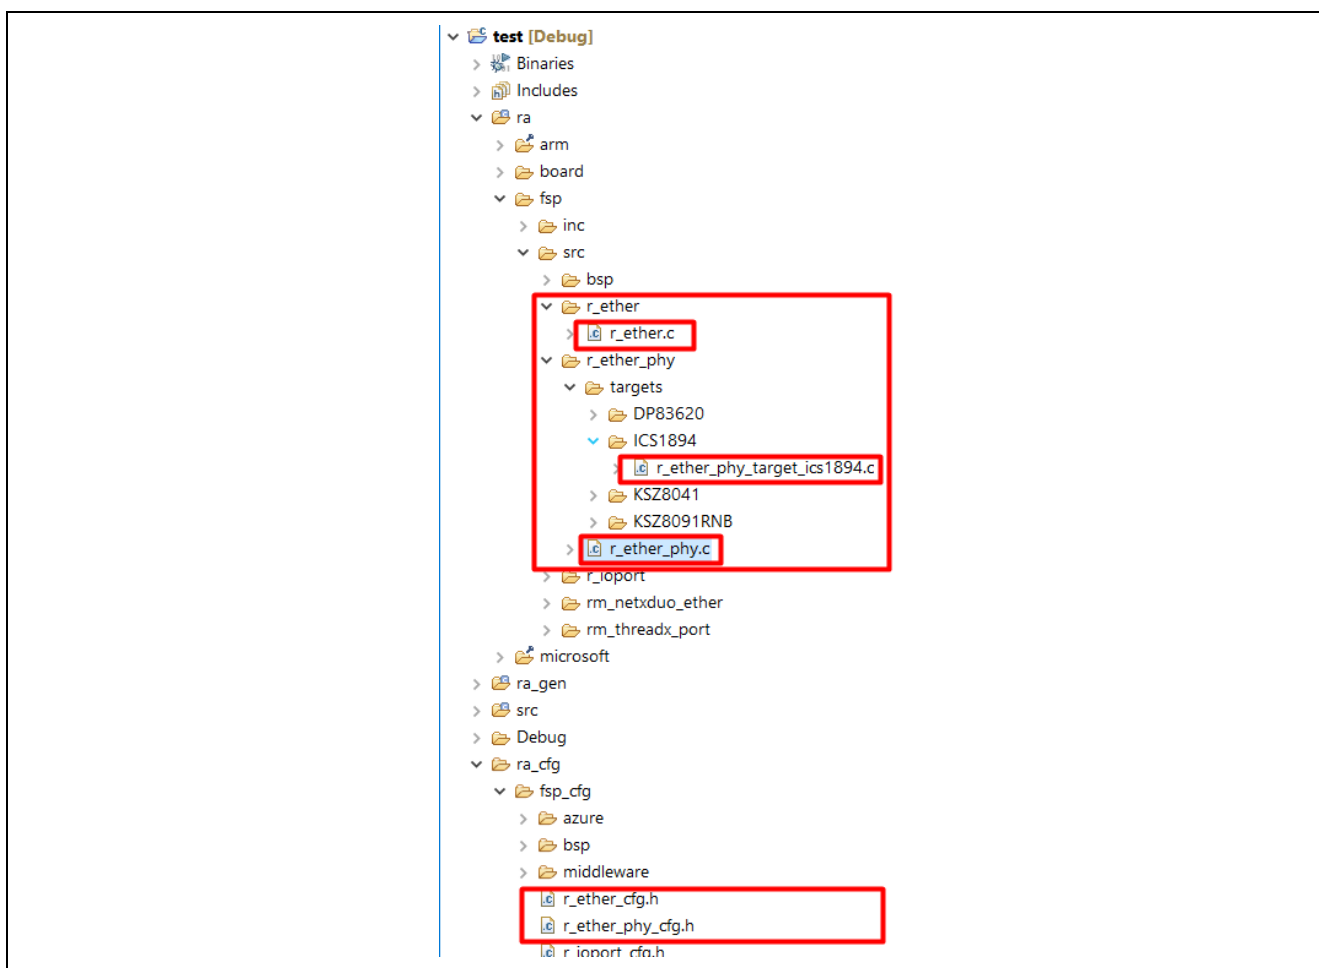 test [Debug]
Binaries
Includes
ra
arm
board
fsp
inc
src
bsp
r_ether
r_ether.c
r_ether_phy
targets
DP83620
ICS1894
r_ether_phy_target_ics1894.c
KSZ8041
KSZ8091RNB
r_ether_phy.c
r_ioport
rm_netxduo_ether
rm_threadx_port
microsoft
ra_gen
src
Debug
ra_cfg
fsp_cfg
azure
bsp
middleware
r_ether_cfg.h
r_ether_phy_cfg.h
r_ioport_cfg.h